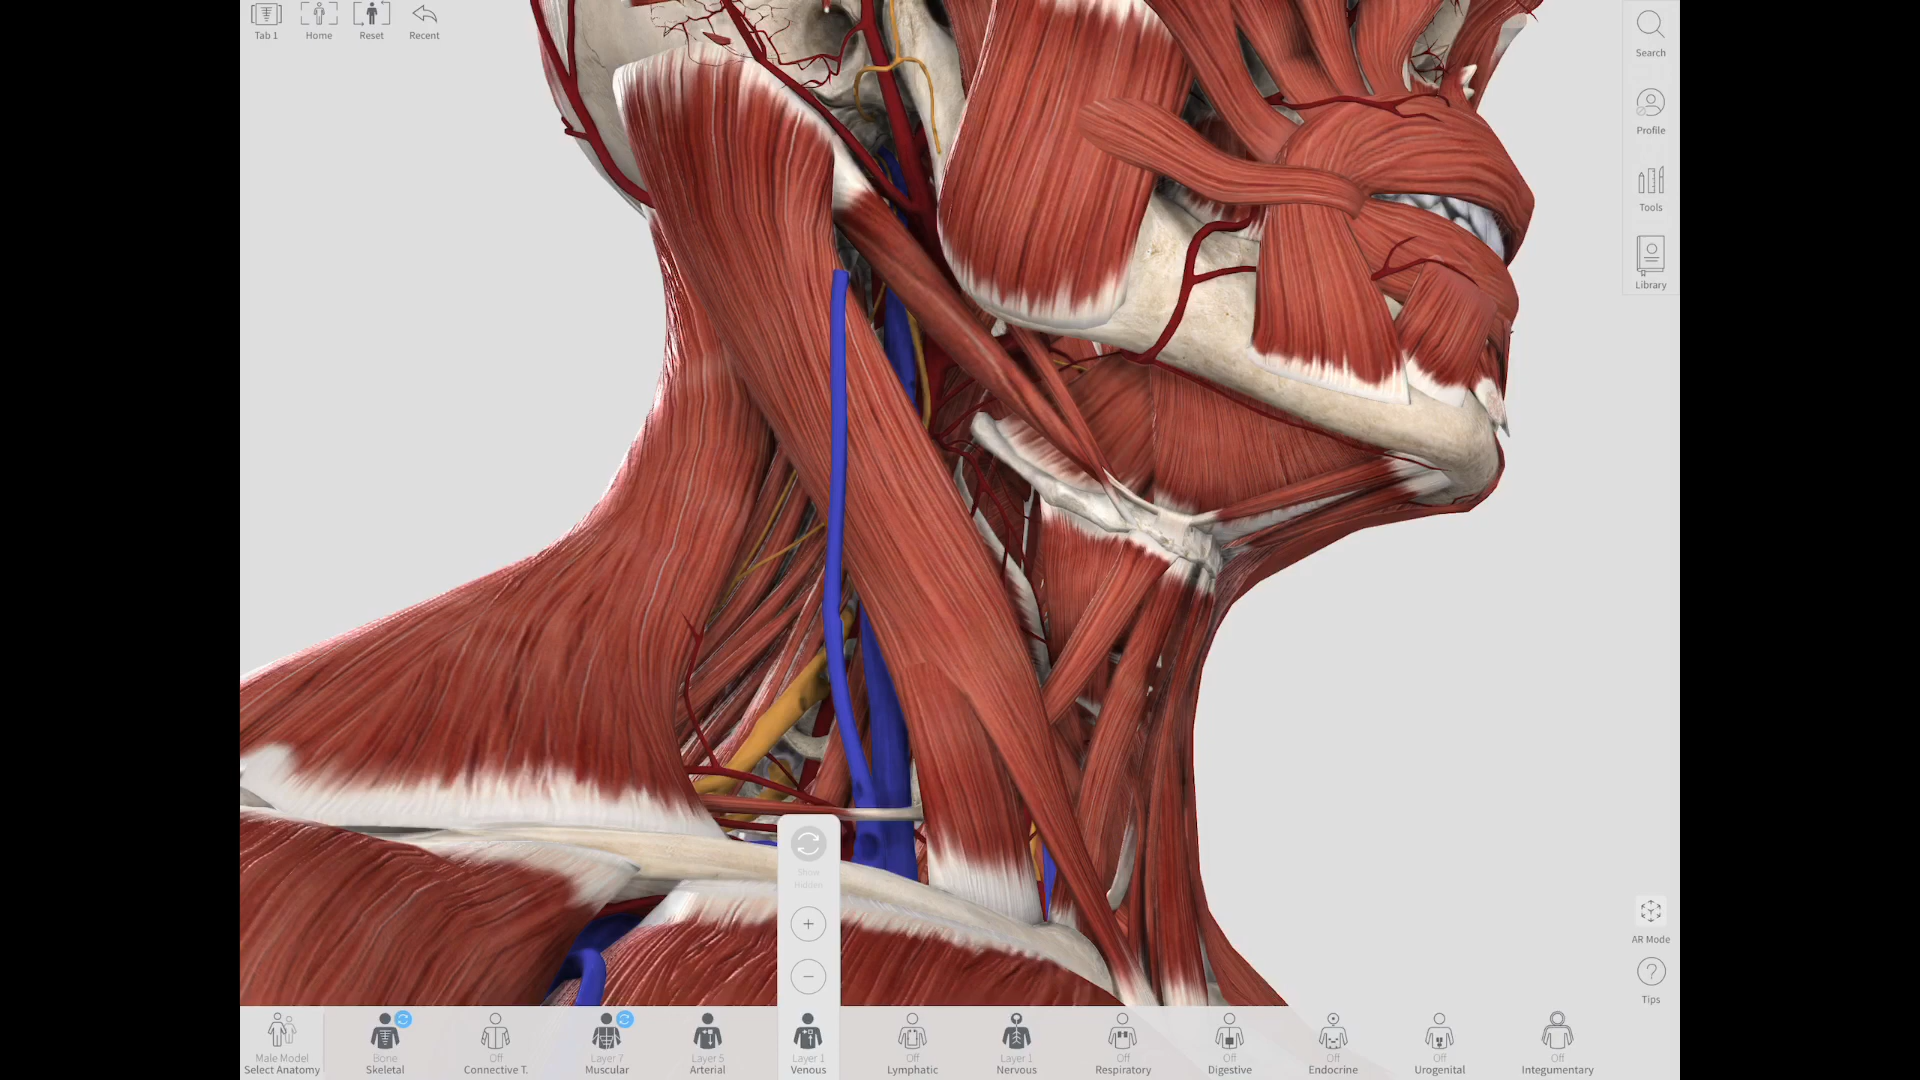 Tab 1
Home
Reset
Recent
Search
Profile
Tools
Library
Show
Hidden
AR Mode
Tips
Male Model
Select Anatomy
Bone
Skeletal
Off
Connective T.
Layer 7
Muscular
Layer 5
Arterial
Layer 1
Venous
Off
Lymphatic
Layer 1
Nervous
Off
Respiratory
Off
Digestive
Off
Endocrine
Off
Urogenital
Off
Integumentary